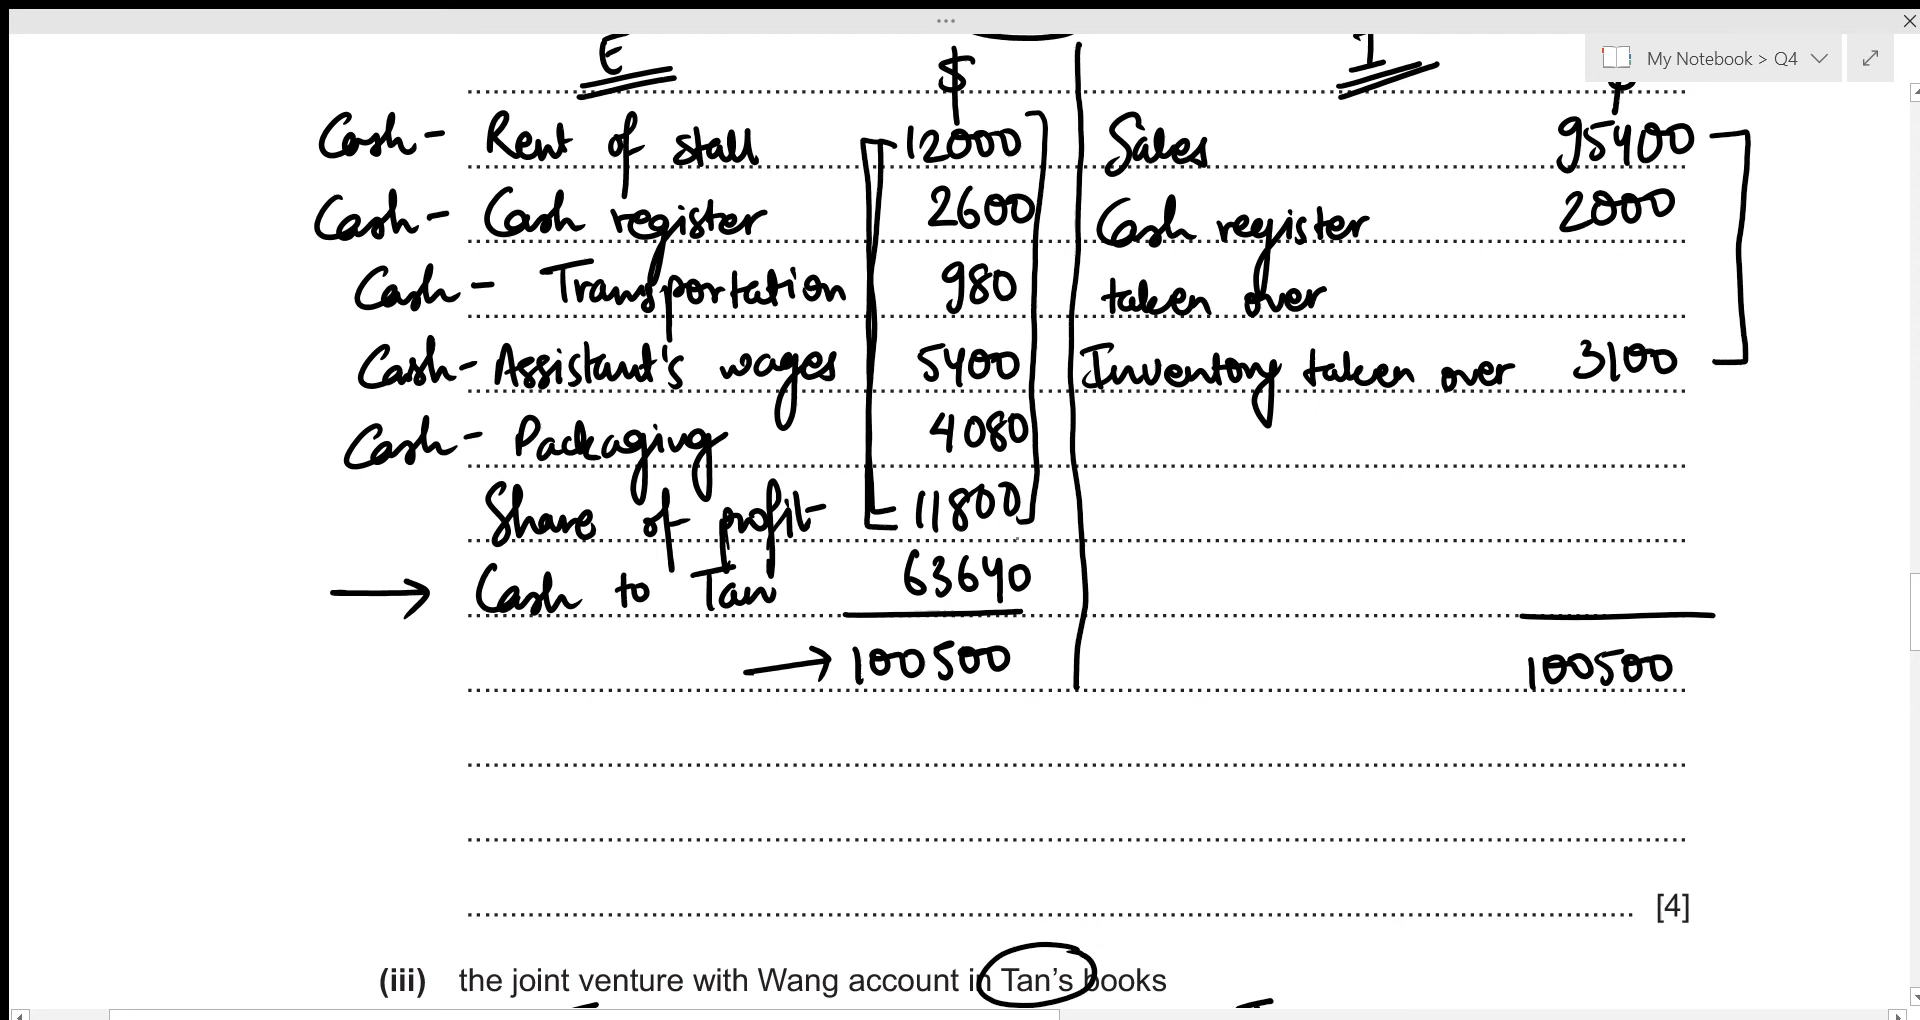 My Notebook > Q4
E
$ $
Cash - Rent of stall 12000 Sales 95400
Cash - Cash register 2600 Cash register 2000
Cash - Transportation 980 taken over
Cash - Assistant's wages 5400 Inventory taken over 3100
Cash - Packaging 4080
Share of profit 11800
→ Cash to Tan 63640
→ 100500 100500
[4]
(iii) the joint venture with Wang account in Tan's books